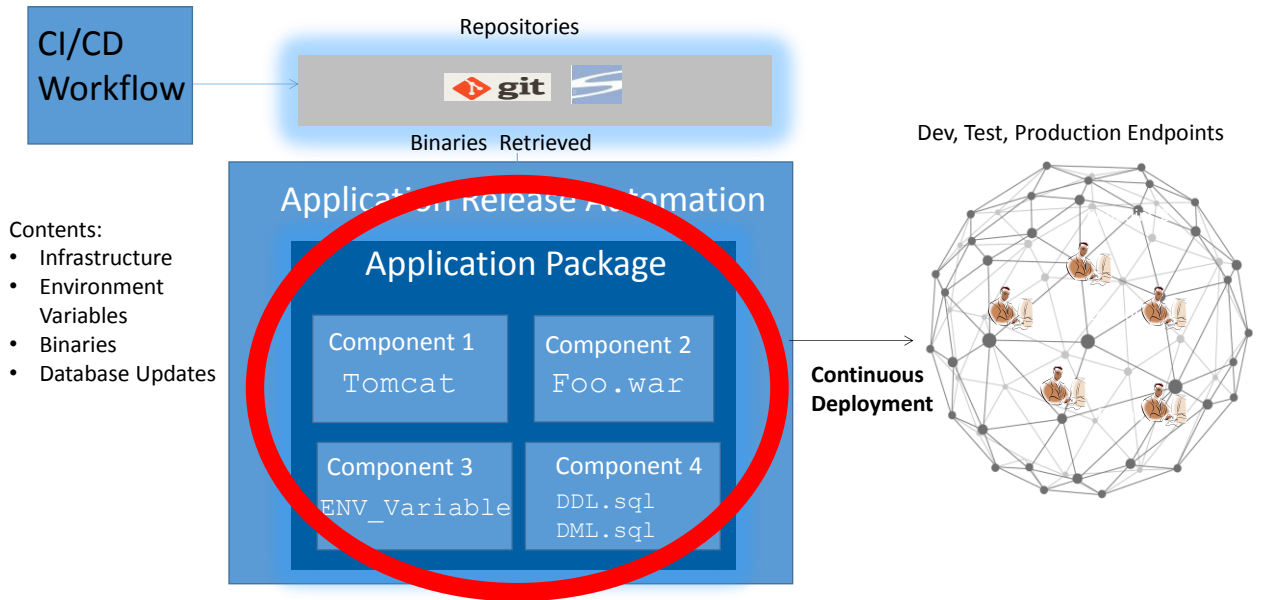 CI/CD
Workflow
Repositories
git
Binaries Retrieved
Dev, Test, Production Endpoints
Application Release Automation
Contents:
• Infrastructure
• Environment
Variables
• Binaries
• Database Updates
Application Package
Component 1
Tomcat
Component 2
Foo.war
Component 3
ENV_Variable
Component 4
DDL.sql
DML.sql
Continuous
Deployment